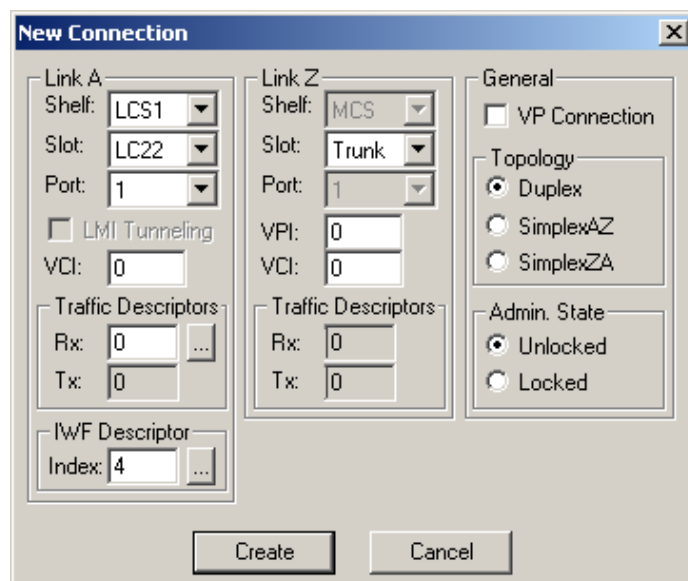 New Connection
Link A
Shelf: LCS1
Slot: LC22
Port: 1
LMI Tunneling
VCI: 0
Traffic Descriptors
Rx: 0 ...
Tx: 0
IWF Descriptor
Index: 4 ...
Link Z
Shelf: MCS
Slot: Trunk
Port: 1
VPI: 0
VCI: 0
Traffic Descriptors
Rx: 0
Tx: 0
General
VP Connection
Topology
Duplex
SimplexAZ
SimplexZA
Admin. State
Unlocked
Locked
Create
Cancel